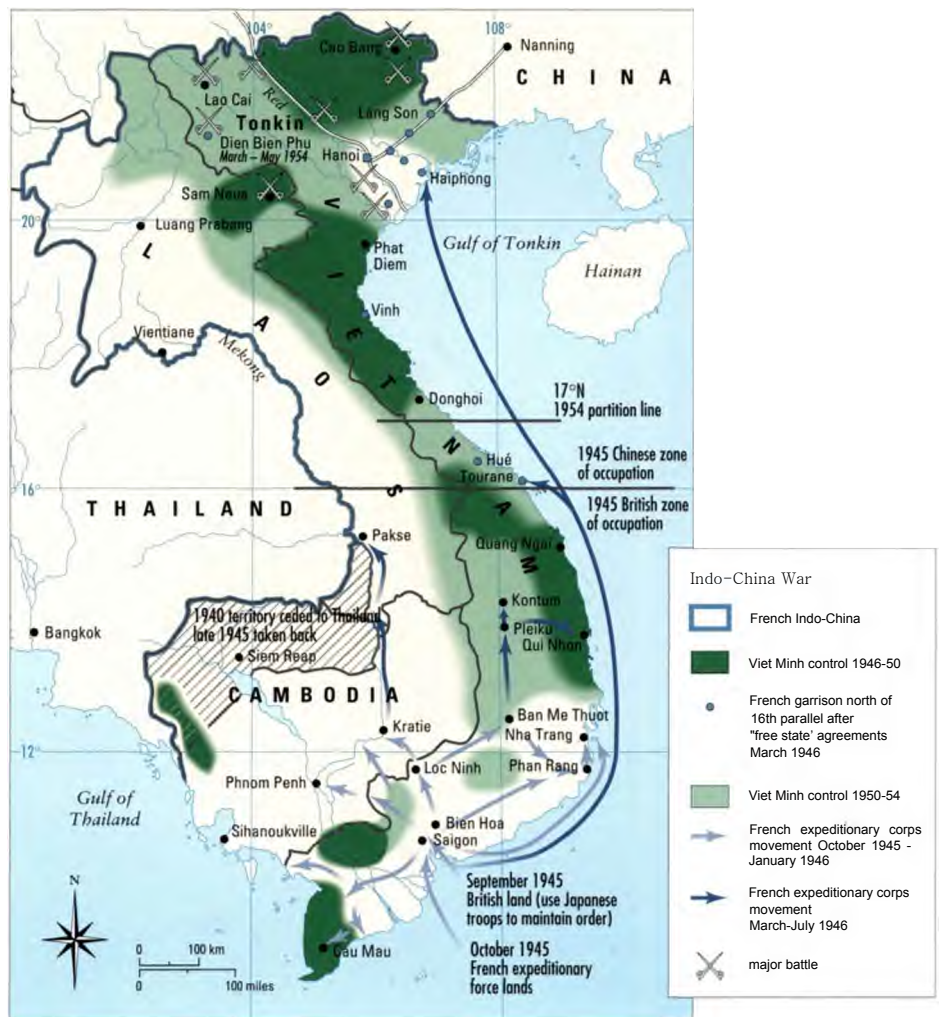 104°
108°
Cao Bang
Nanning
CHINA
Lao Cai
Red
Lang Son
Tonkin
Dien Bien Phu
March – May 1954
Hanoi
Haiphong
Sam Neua
20°
Luang Prabang
Gulf of Tonkin
Phat
Diem
Hainan
Vinh
LAOS
VIETNAM
Vientiane
Mekong
Donghoi
17°N
1954 partition line
Hué
Tourane
1945 Chinese zone
of occupation
16°
1945 British zone
of occupation
THAILAND
Pakse
Quang Ngai
Kontum
1940 territory ceded to Thailand
late 1945 taken back
Pleiku
Qui Nhon
Bangkok
Siem Reap
CAMBODIA
Kratie
Ban Me Thuot
Nha Trang
12°
Loc Ninh
Phan Rang
Phnom Penh
Gulf of
Thailand
Sihanoukville
Bien Hoa
Saigon
September 1945
British land (use Japanese
troops to maintain order)
October 1945
French expeditionary
force lands
Cau Mau
N
0 100 km
0 100 miles
Indo-China War
French Indo-China
Viet Minh control 1946-50
French garrison north of
16th parallel after
"free state' agreements
March 1946
Viet Minh control 1950-54
French expeditionary corps
movement October 1945 -
January 1946
French expeditionary corps
movement
March-July 1946
major battle